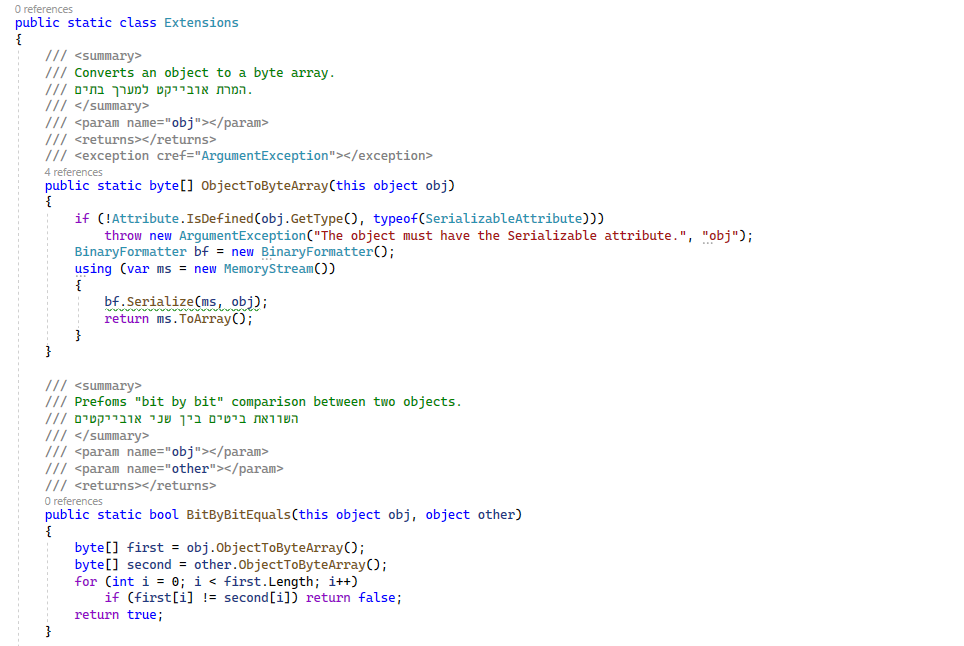 0 references
public static class Extensions
{
/// <summary>
/// Converts an object to a byte array.
/// המרת אובייקט למערך בתים.
/// </summary>
/// <param name="obj"></param>
/// <returns></returns>
/// <exception cref="ArgumentException"></exception>
4 references
public static byte[] ObjectToByteArray(this object obj)
{
if (!Attribute.IsDefined(obj.GetType(), typeof(SerializableAttribute)))
throw new ArgumentException("The object must have the Serializable attribute.", "obj");
BinaryFormatter bf = new BinaryFormatter();
using (var ms = new MemoryStream())
{
bf.Serialize(ms, obj);
return ms.ToArray();
}
}
/// <summary>
/// Prefoms "bit by bit" comparison between two objects.
/// השוואת ביטים בין שני אובייקטים
/// </summary>
/// <param name="obj"></param>
/// <param name="other"></param>
/// <returns></returns>
0 references
public static bool BitByBitEquals(this object obj, object other)
{
byte[] first = obj.ObjectToByteArray();
byte[] second = other.ObjectToByteArray();
for (int i = 0; i < first.Length; i++)
if (first[i] != second[i]) return false;
return true;
}